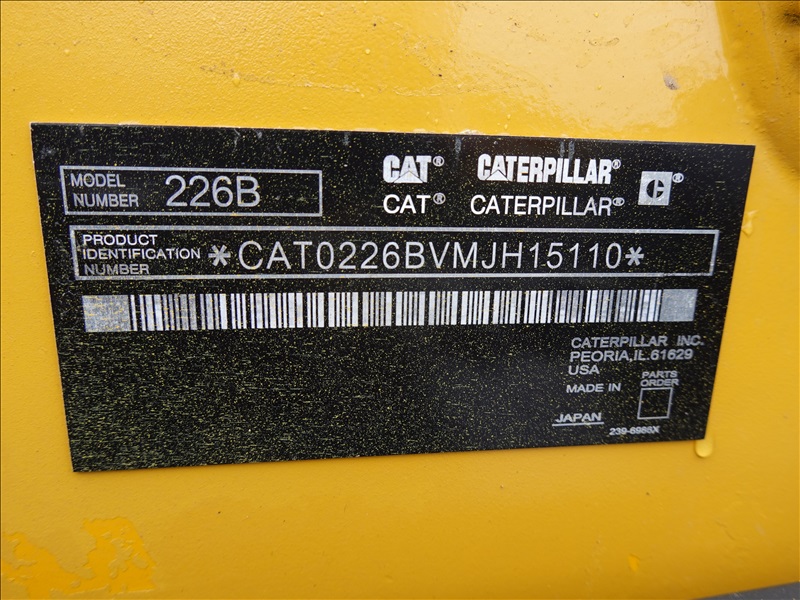 CAT® CATERPILLAR® C®
CAT® CATERPILLAR®
MODEL NUMBER 226B
PRODUCT IDENTIFICATION NUMBER *CAT0226BVMJH15110*
CATERPILLAR INC.
PEORIA,IL.61629
USA
MADE IN
JAPAN
PARTS
ORDER